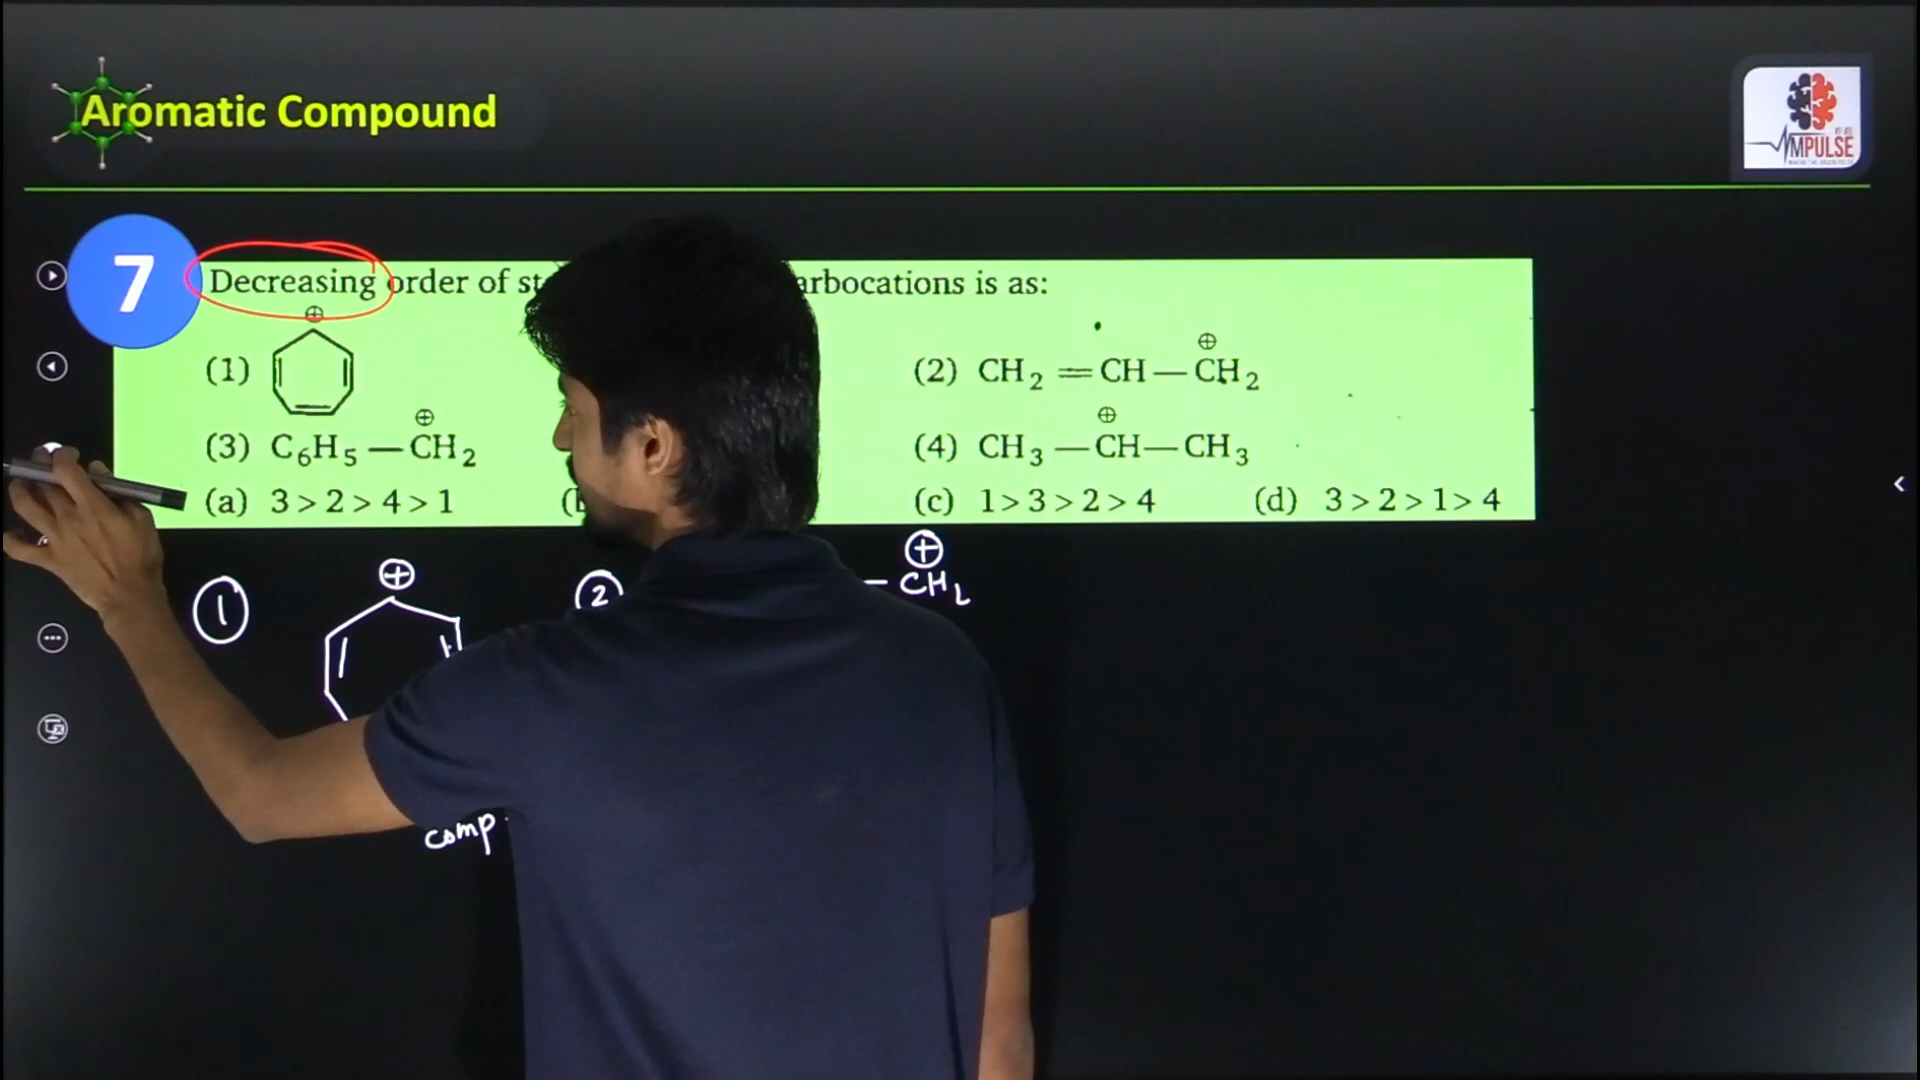 Aromatic Compound
IMPULSE
7
Decreasing order of st arbocations is as:
⊕
(1)
(2) CH2 = CH — CH2
⊕
(3) C6H5 — CH2
⊕
(4) CH3 — CH — CH3
⊕
(a) 3 > 2 > 4 > 1 (c) 1 > 3 > 2 > 4 (d) 3 > 2 > 1 > 4
⊕
1
2 — CH2
⊕
comp